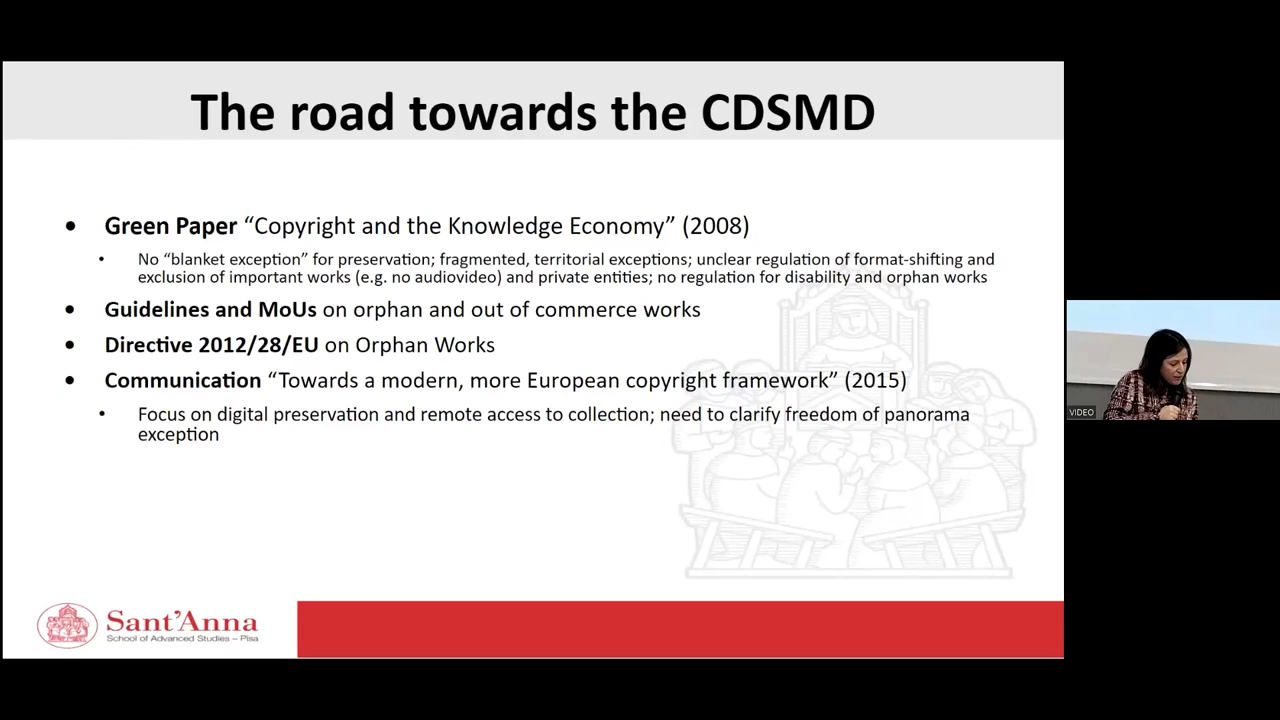 The road towards the CDSMD
• Green Paper “Copyright and the Knowledge Economy” (2008)
• No “blanket exception” for preservation; fragmented, territorial exceptions; unclear regulation of format-shifting and
exclusion of important works (e.g. no audiovideo) and private entities; no regulation for disability and orphan works
• Guidelines and MoUs on orphan and out of commerce works
• Directive 2012/28/EU on Orphan Works
• Communication “Towards a modern, more European copyright framework” (2015)
• Focus on digital preservation and remote access to collection; need to clarify freedom of panorama
exception
Sant’Anna
School of Advanced Studies – Pisa
VIDEO